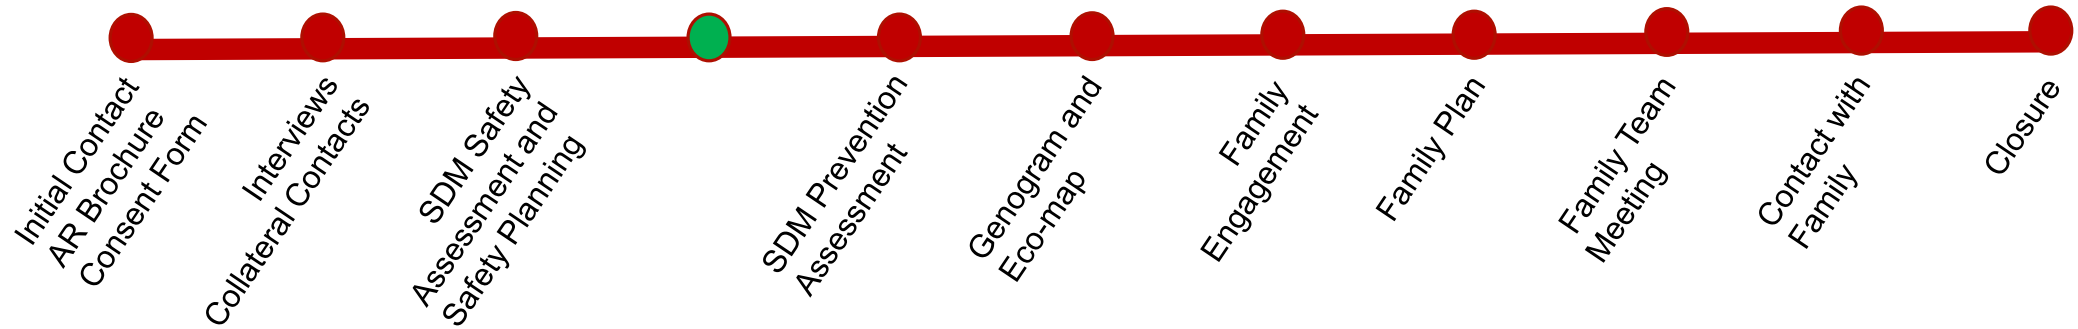 Initial Contact
AR Brochure
Consent Form
Interviews
Collateral Contacts
SDM Safety
Assessment and
Safety Planning
SDM Prevention
Assessment
Genogram and
Eco-map
Family
Engagement
Family Plan
Family Team
Meeting
Contact with
Family
Closure